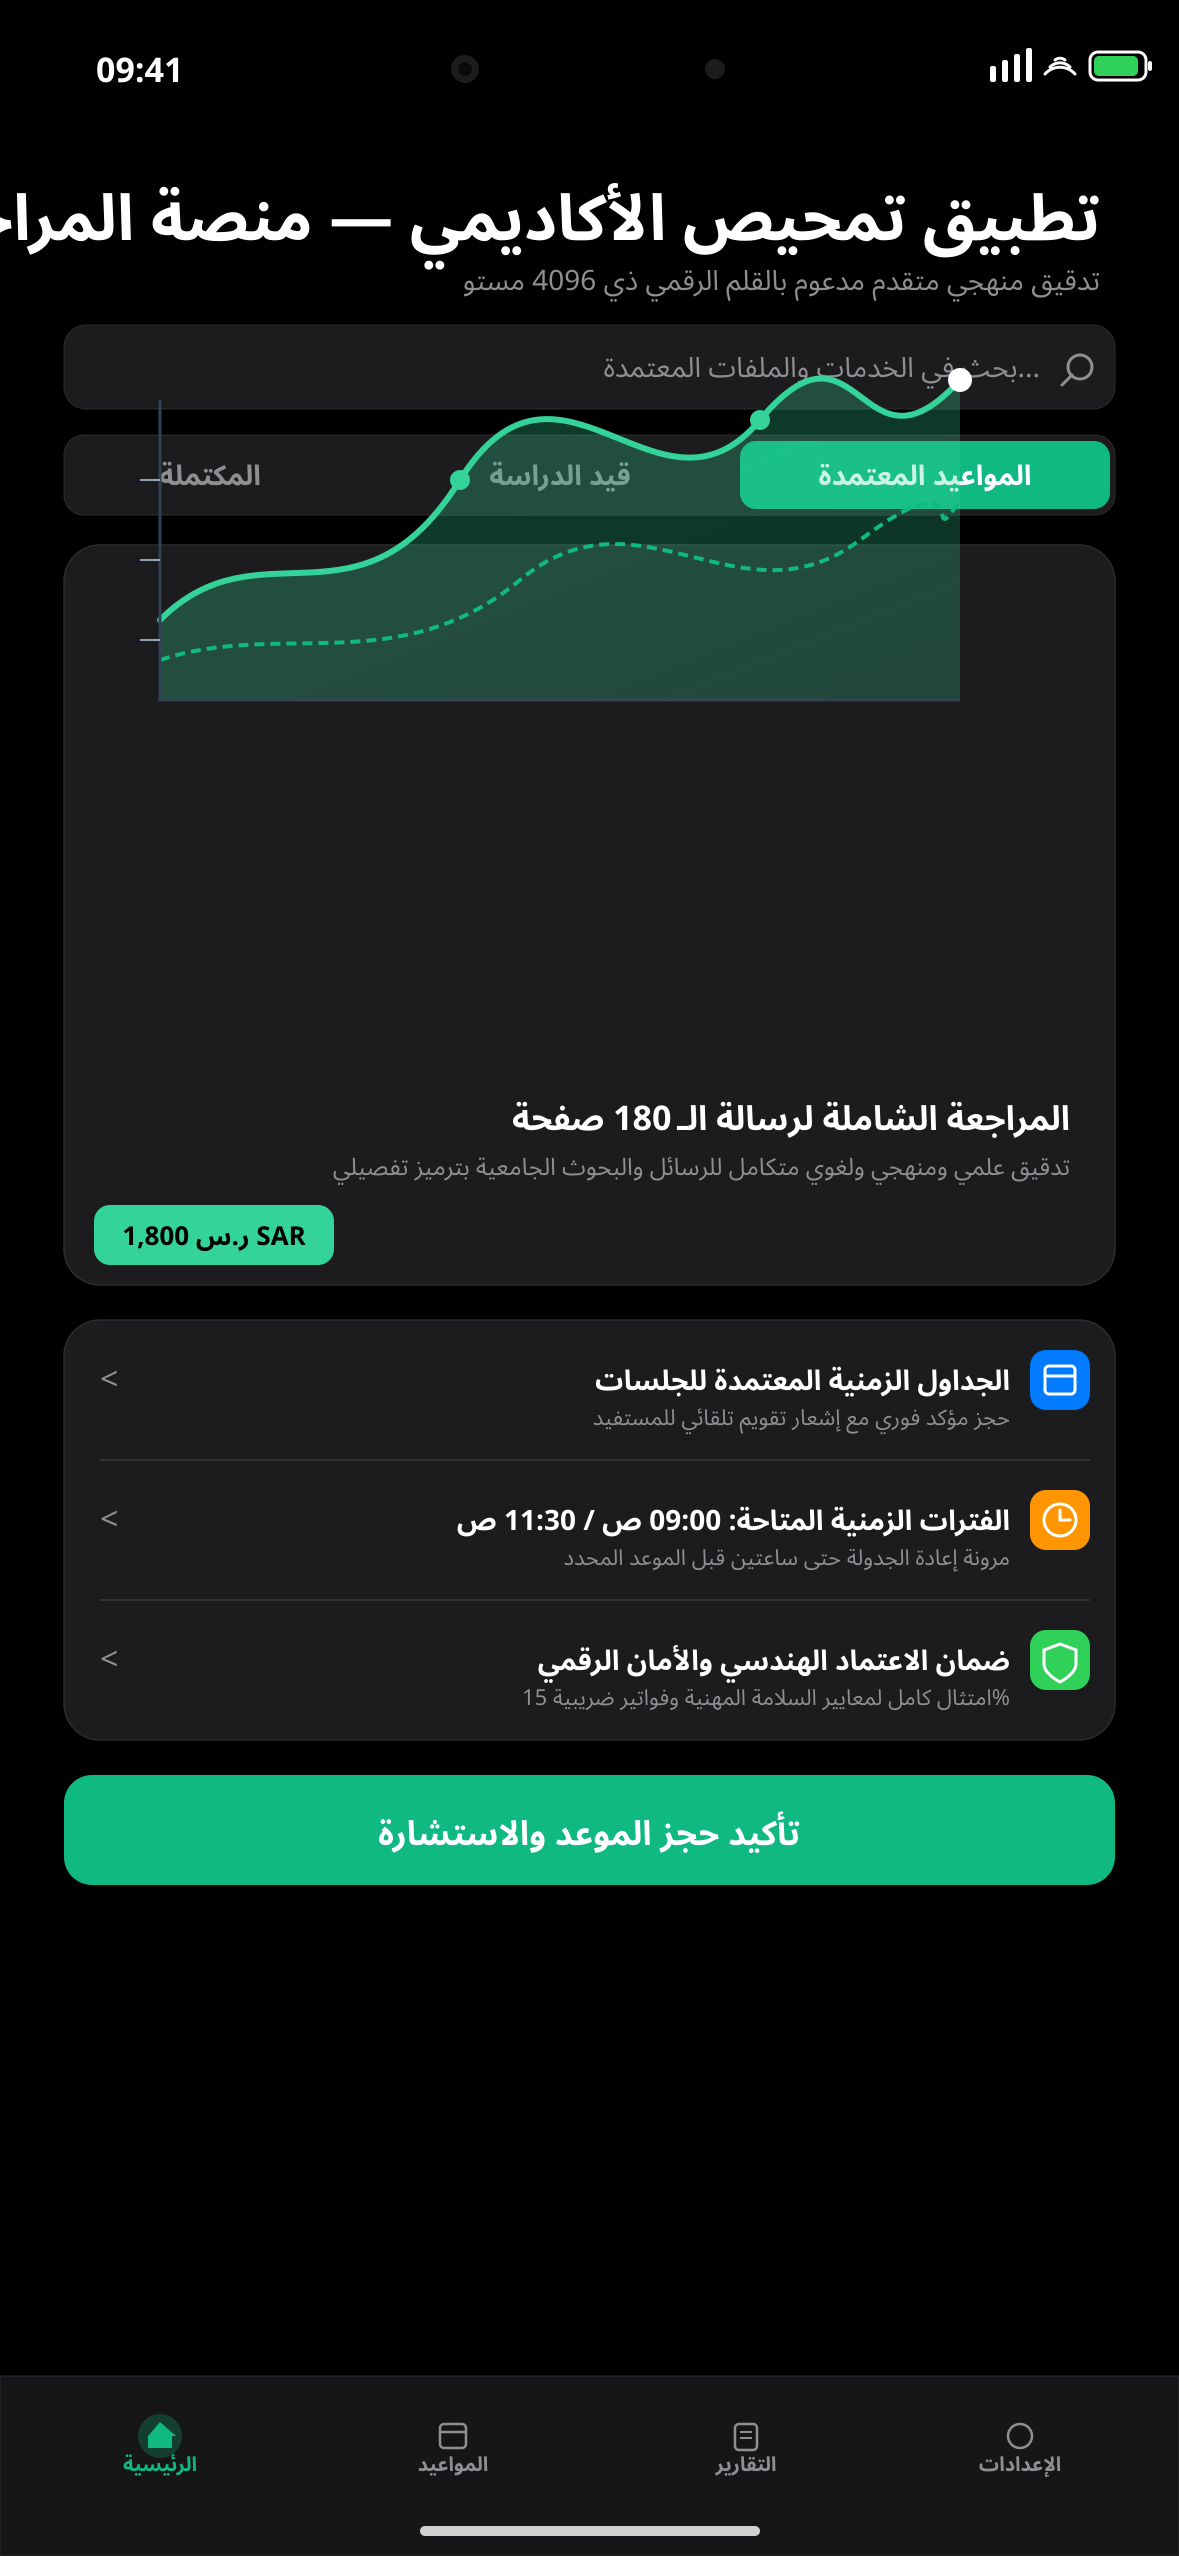 09:41
تطبيق تمحيص الأكاديمي — منصة
تدقيق منهجي متقدم مدعوم بالقلم الرقمي ذي 4096 مستو
بحث في الخدمات والملفات المعتمدة...
المواعيد المعتمدة
قيد الدراسة
المكتملة
المراجعة الشاملة لرسالة الـ 180 صفحة
تدقيق علمي ومنهجي ولغوي متكامل للرسائل والبحوث الجامعية بترميز تفصيلي
1,800 ر.س SAR
الجداول الزمنية المعتمدة للجلسات
<
حجز مؤكد فوري مع إشعار تقويم تلقائي للمستفيد
الفترات الزمنية المتاحة: 09:00 ص / 11:30 ص
<
مرونة إعادة الجدولة حتى ساعتين قبل الموعد المحدد
ضمان الاعتماد الهندسي والأمان الرقمي
<
امتثال كامل لمعايير السلامة المهنية وفواتير ضريبية 15%
تأكيد حجز الموعد والاستشارة
الإعدادات
التقارير
المواعيد
الرئيسية